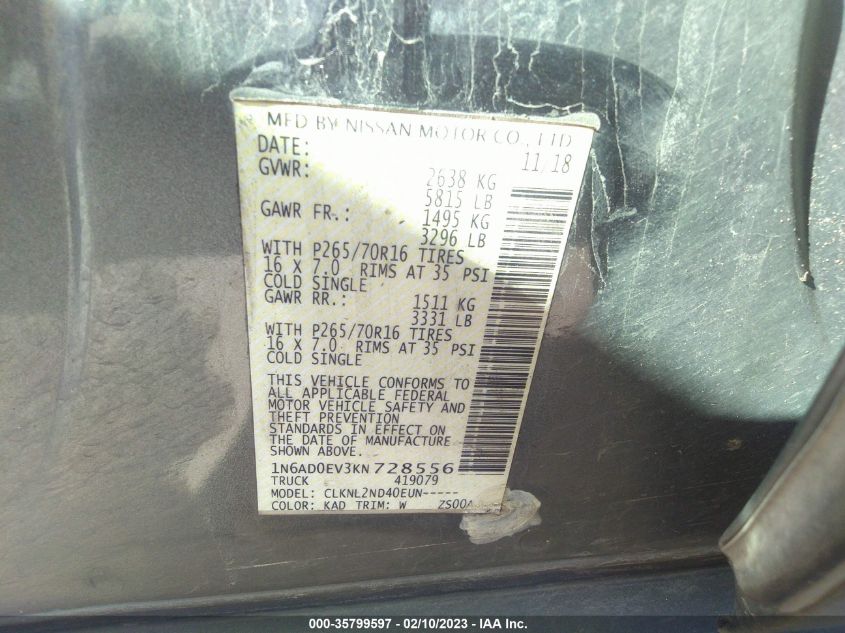 MFD BY NISSAN MOTOR CO., LTD
DATE: 11/18
GVWR: 2638 KG
5815 LB
GAWR FR.: 1495 KG
3296 LB
WITH P265/70R16 TIRES
16 X 7.0 RIMS AT 35 PSI
COLD SINGLE
GAWR RR.: 1511 KG
3331 LB
WITH P265/70R16 TIRES
16 X 7.0 RIMS AT 35 PSI
COLD SINGLE
THIS VEHICLE CONFORMS TO
ALL APPLICABLE FEDERAL
MOTOR VEHICLE SAFETY AND
THEFT PREVENTION
STANDARDS IN EFFECT ON
THE DATE OF MANUFACTURE
SHOWN ABOVE.
1N6AD0EV3KN728556
TRUCK 419079
MODEL: CLKNL2ND40EUN-----
COLOR: KAD TRIM: W ZS00A
000-35799597 - 02/10/2023 - IAA Inc.